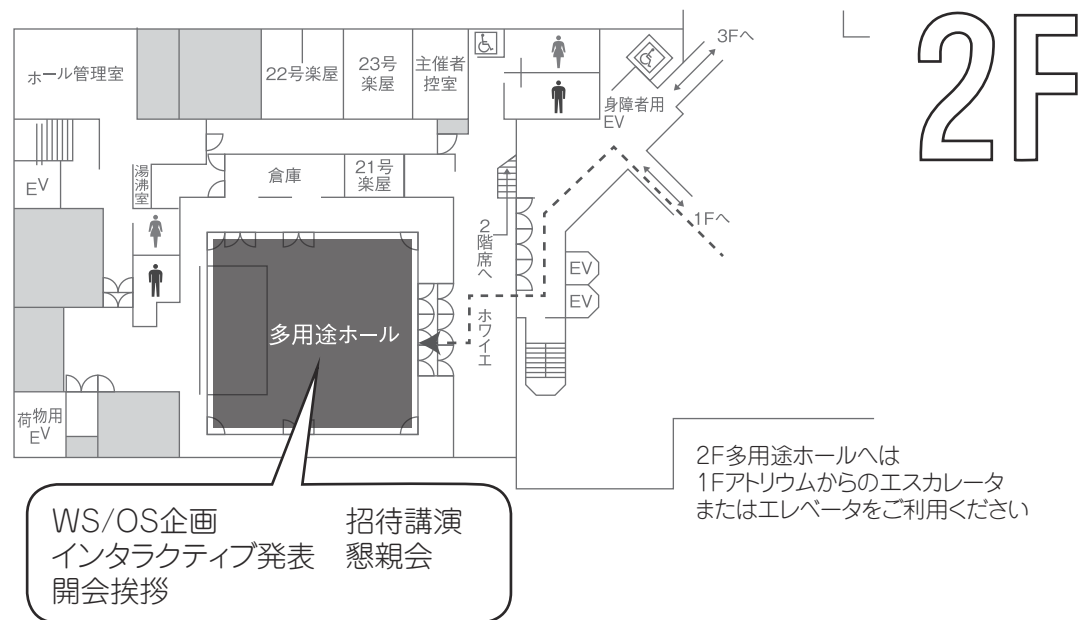 2F
3Fへ
ホール管理室
22号楽屋
23号
楽屋
主催者
控室
身障者用
EV
EV
湯沸室
倉庫
21号
楽屋
2階席へ
1Fへ
EV
EV
ホワイエ
多用途ホール
荷物用
EV
2F多用途ホールへは
1Fアトリウムからのエスカレータ
またはエレベータをご利用ください
WS/OS企画 招待講演
インタラクティブ発表 懇親会
開会挨拶